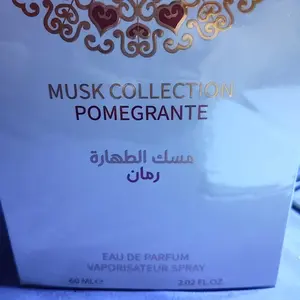 MUSK COLLECTION
POMEGRANTE
مسك الطهارة
رمان
EAU DE PARFUM
VAPORISATEUR SPRAY
60 ML℮ 2.02 FL.OZ